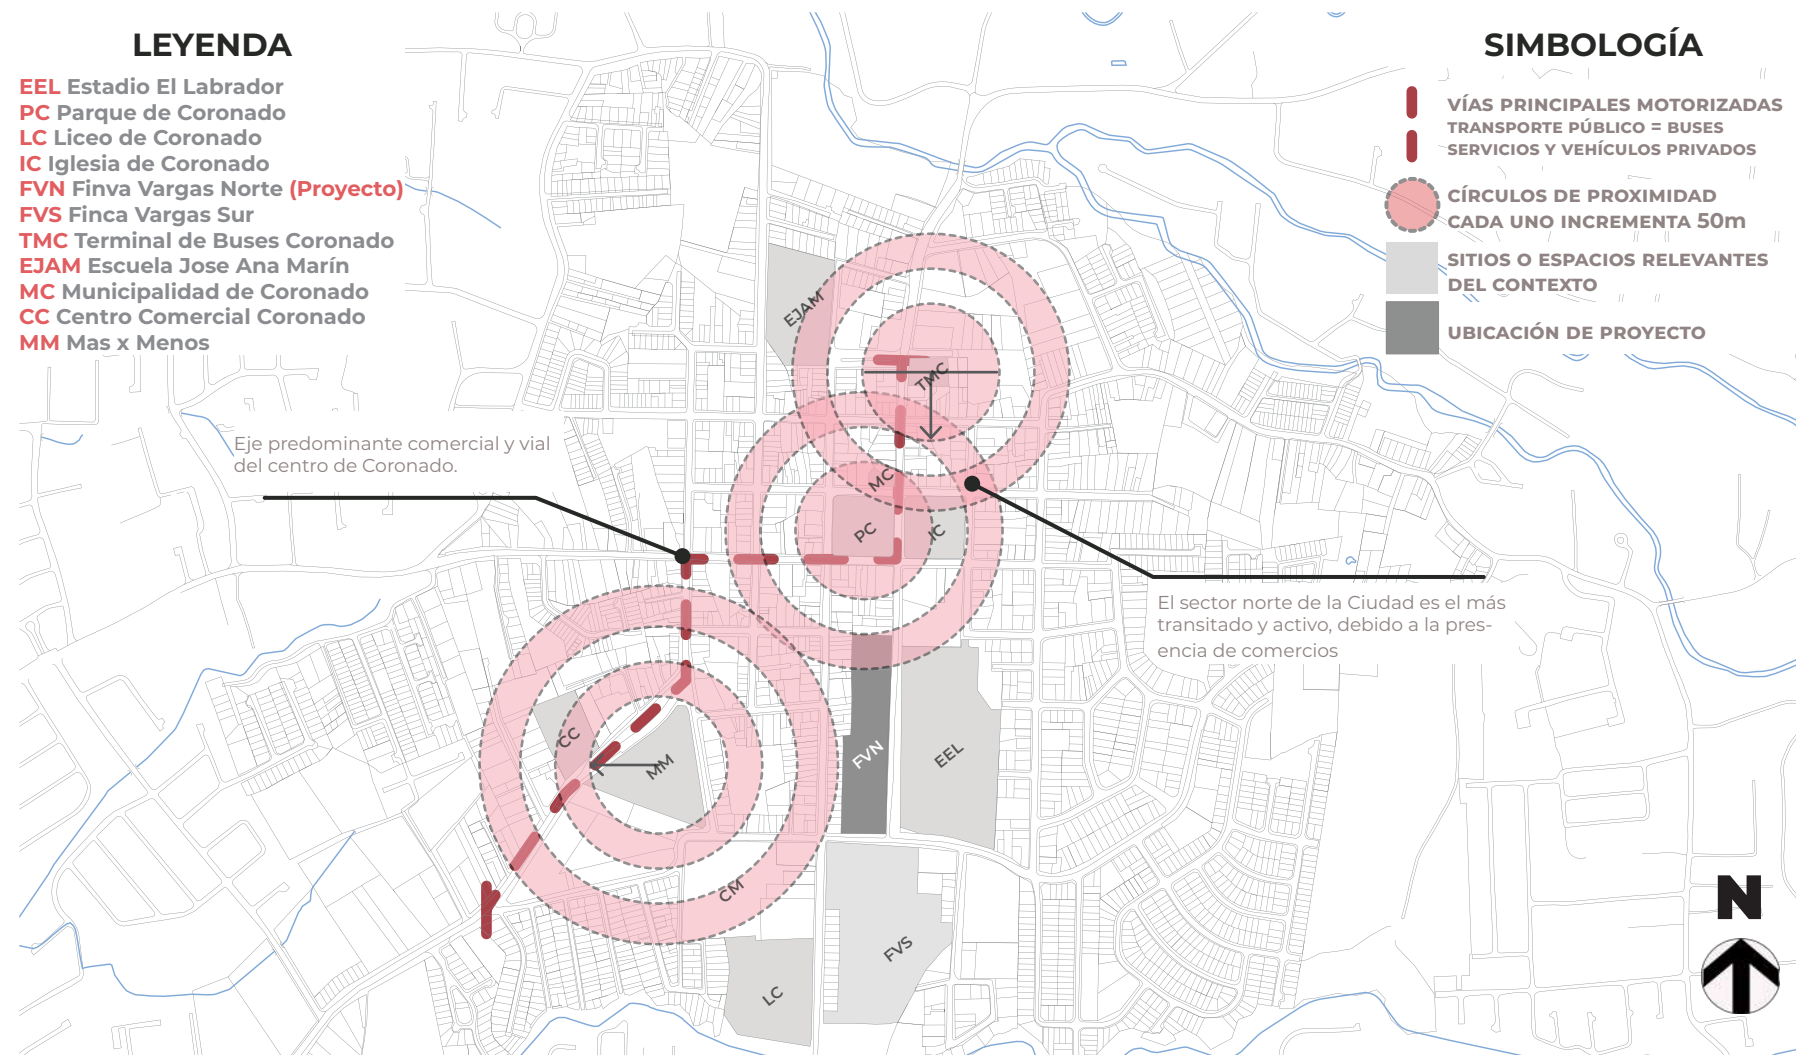 LEYENDA
EEL Estadio El Labrador
PC Parque de Coronado
LC Liceo de Coronado
IC Iglesia de Coronado
FVN Finva Vargas Norte (Proyecto)
FVS Finca Vargas Sur
TMC Terminal de Buses Coronado
EJAM Escuela Jose Ana Marín
MC Municipalidad de Coronado
CC Centro Comercial Coronado
MM Mas x Menos
SIMBOLOGÍA
VÍAS PRINCIPALES MOTORIZADAS
TRANSPORTE PÚBLICO = BUSES
SERVICIOS Y VEHÍCULOS PRIVADOS
CÍRCULOS DE PROXIMIDAD
CADA UNO INCREMENTA 50m
SITIOS O ESPACIOS RELEVANTES
DEL CONTEXTO
UBICACIÓN DE PROYECTO
Eje predominante comercial y vial
del centro de Coronado.
El sector norte de la Ciudad es el más
transitado y activo, debido a la pres-
encia de comercios
EJAM
TMC
MC
PC
IC
CC
MM
FVN
EEL
CM
FVS
LC
N